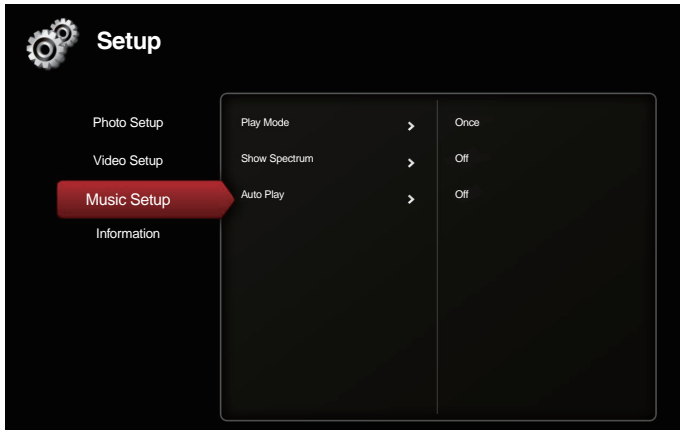 Setup
Photo Setup
Video Setup
Music Setup
Information
Play Mode
Once
Show Spectrum
Off
Auto Play
Off